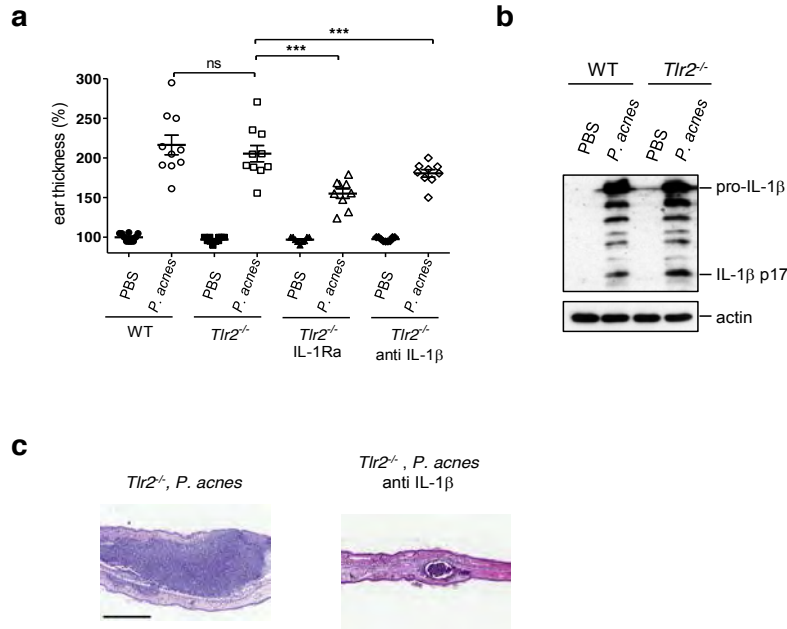 a
***
***
ns
ear thickness (%)
300
250
200
150
100
PBS
P. acnes
PBS
P. acnes
PBS
P. acnes
PBS
P. acnes
WT
Tlr2-/-
Tlr2-/-
IL-1Ra
Tlr2-/-
anti IL-1β
b
WT
Tlr2-/-
PBS
P. acnes
PBS
P. acnes
pro-IL-1β
IL-1β p17
actin
c
Tlr2-/-, P. acnes
Tlr2-/- , P. acnes
anti IL-1β